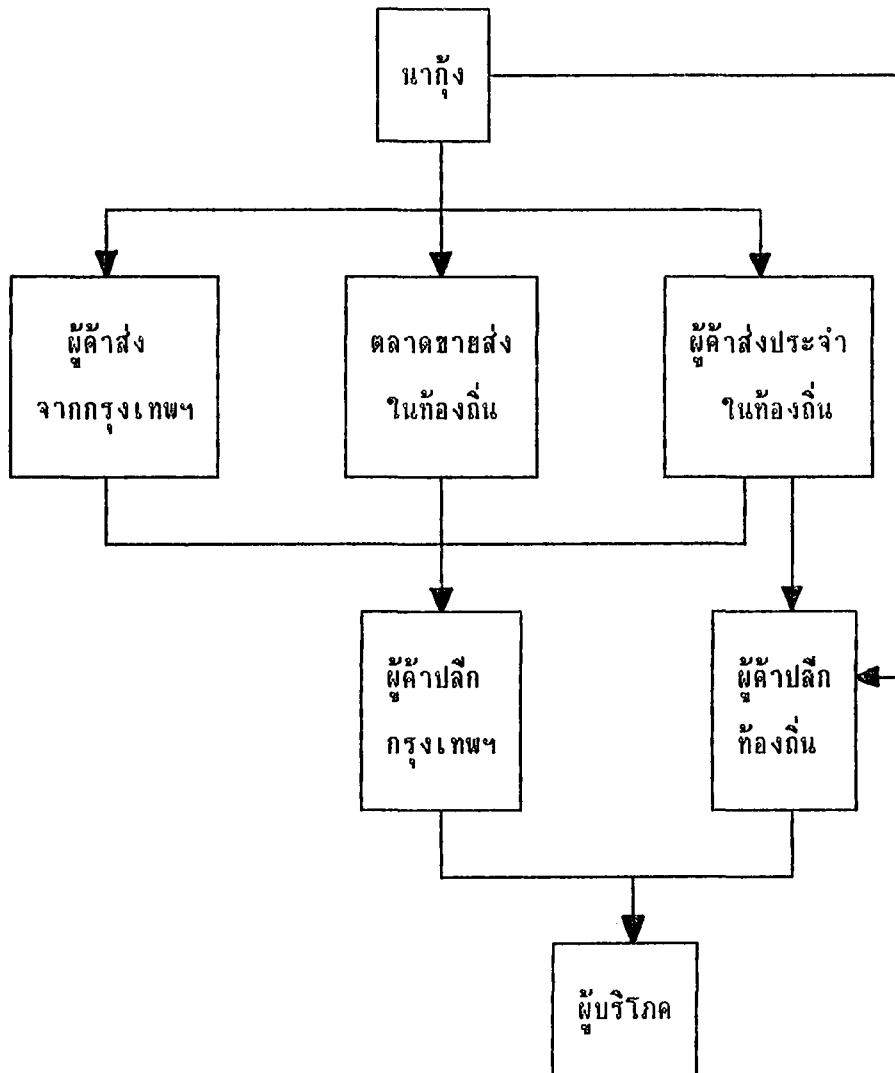 นากุ้ง
ผู้ค้าส่ง
จากกรุงเทพฯ
ตลาดขายส่ง
ในท้องถิ่น
ผู้ค้าส่งประจำ
ในท้องถิ่น
ผู้ค้าปลีก
กรุงเทพฯ
ผู้ค้าปลีก
ท้องถิ่น
ผู้บริโภค